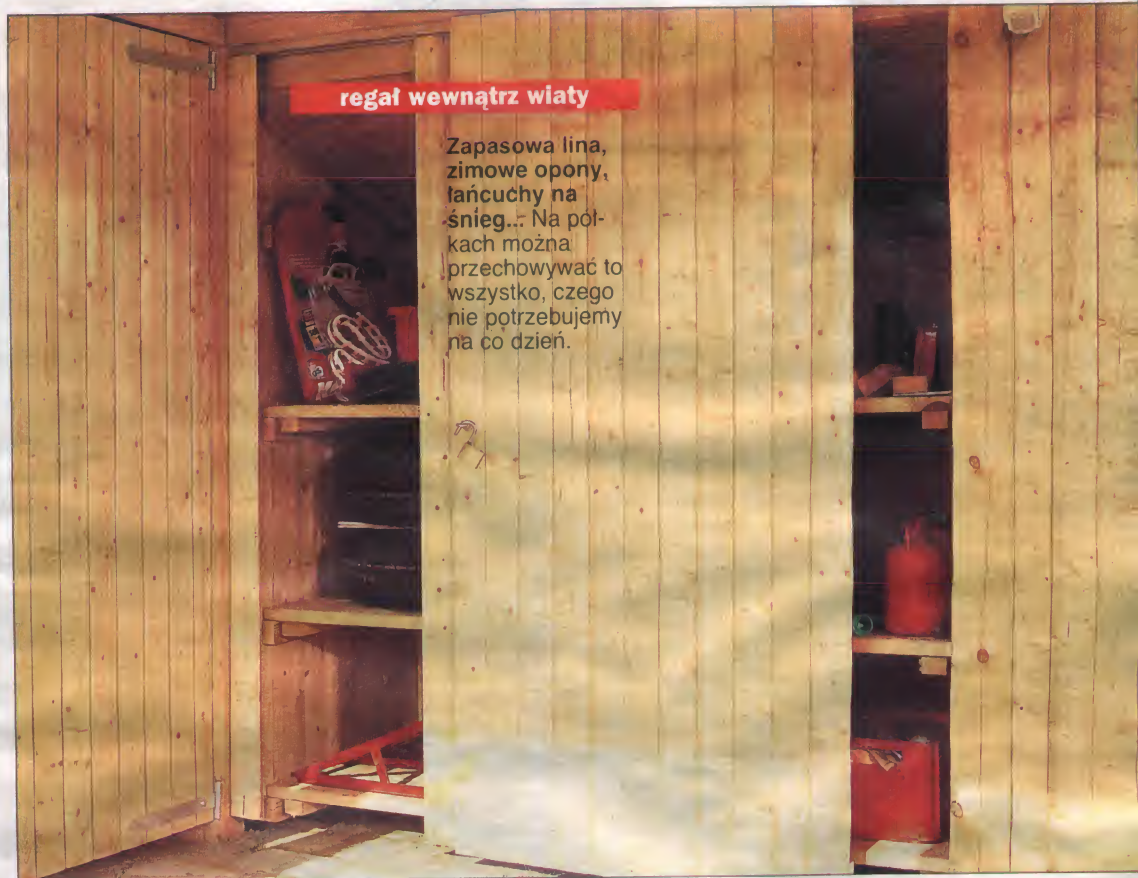 regał wewnątrz wiaty
Zapasowa lina,
zimowe opony,
łańcuchy na
śnieg... Na pół-
kach można
przechowywać to
wszystko, czego
nie potrzebujemy
na co dzień.